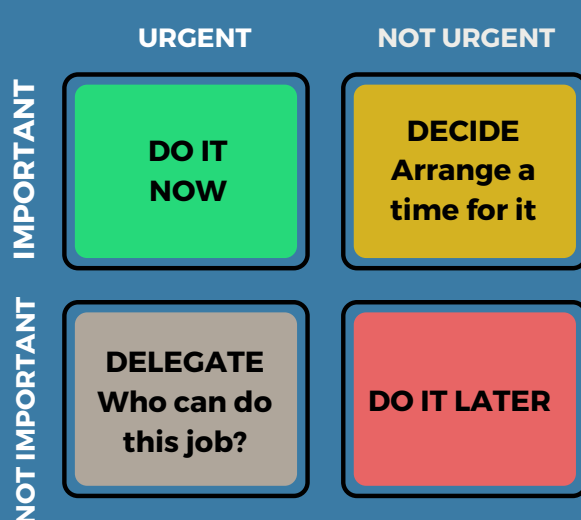 URGENT
NOT URGENT
IMPORTANT
DO IT
NOW
DECIDE
Arrange a
time for it
NOT IMPORTANT
DELEGATE
Who can do
this job?
DO IT LATER